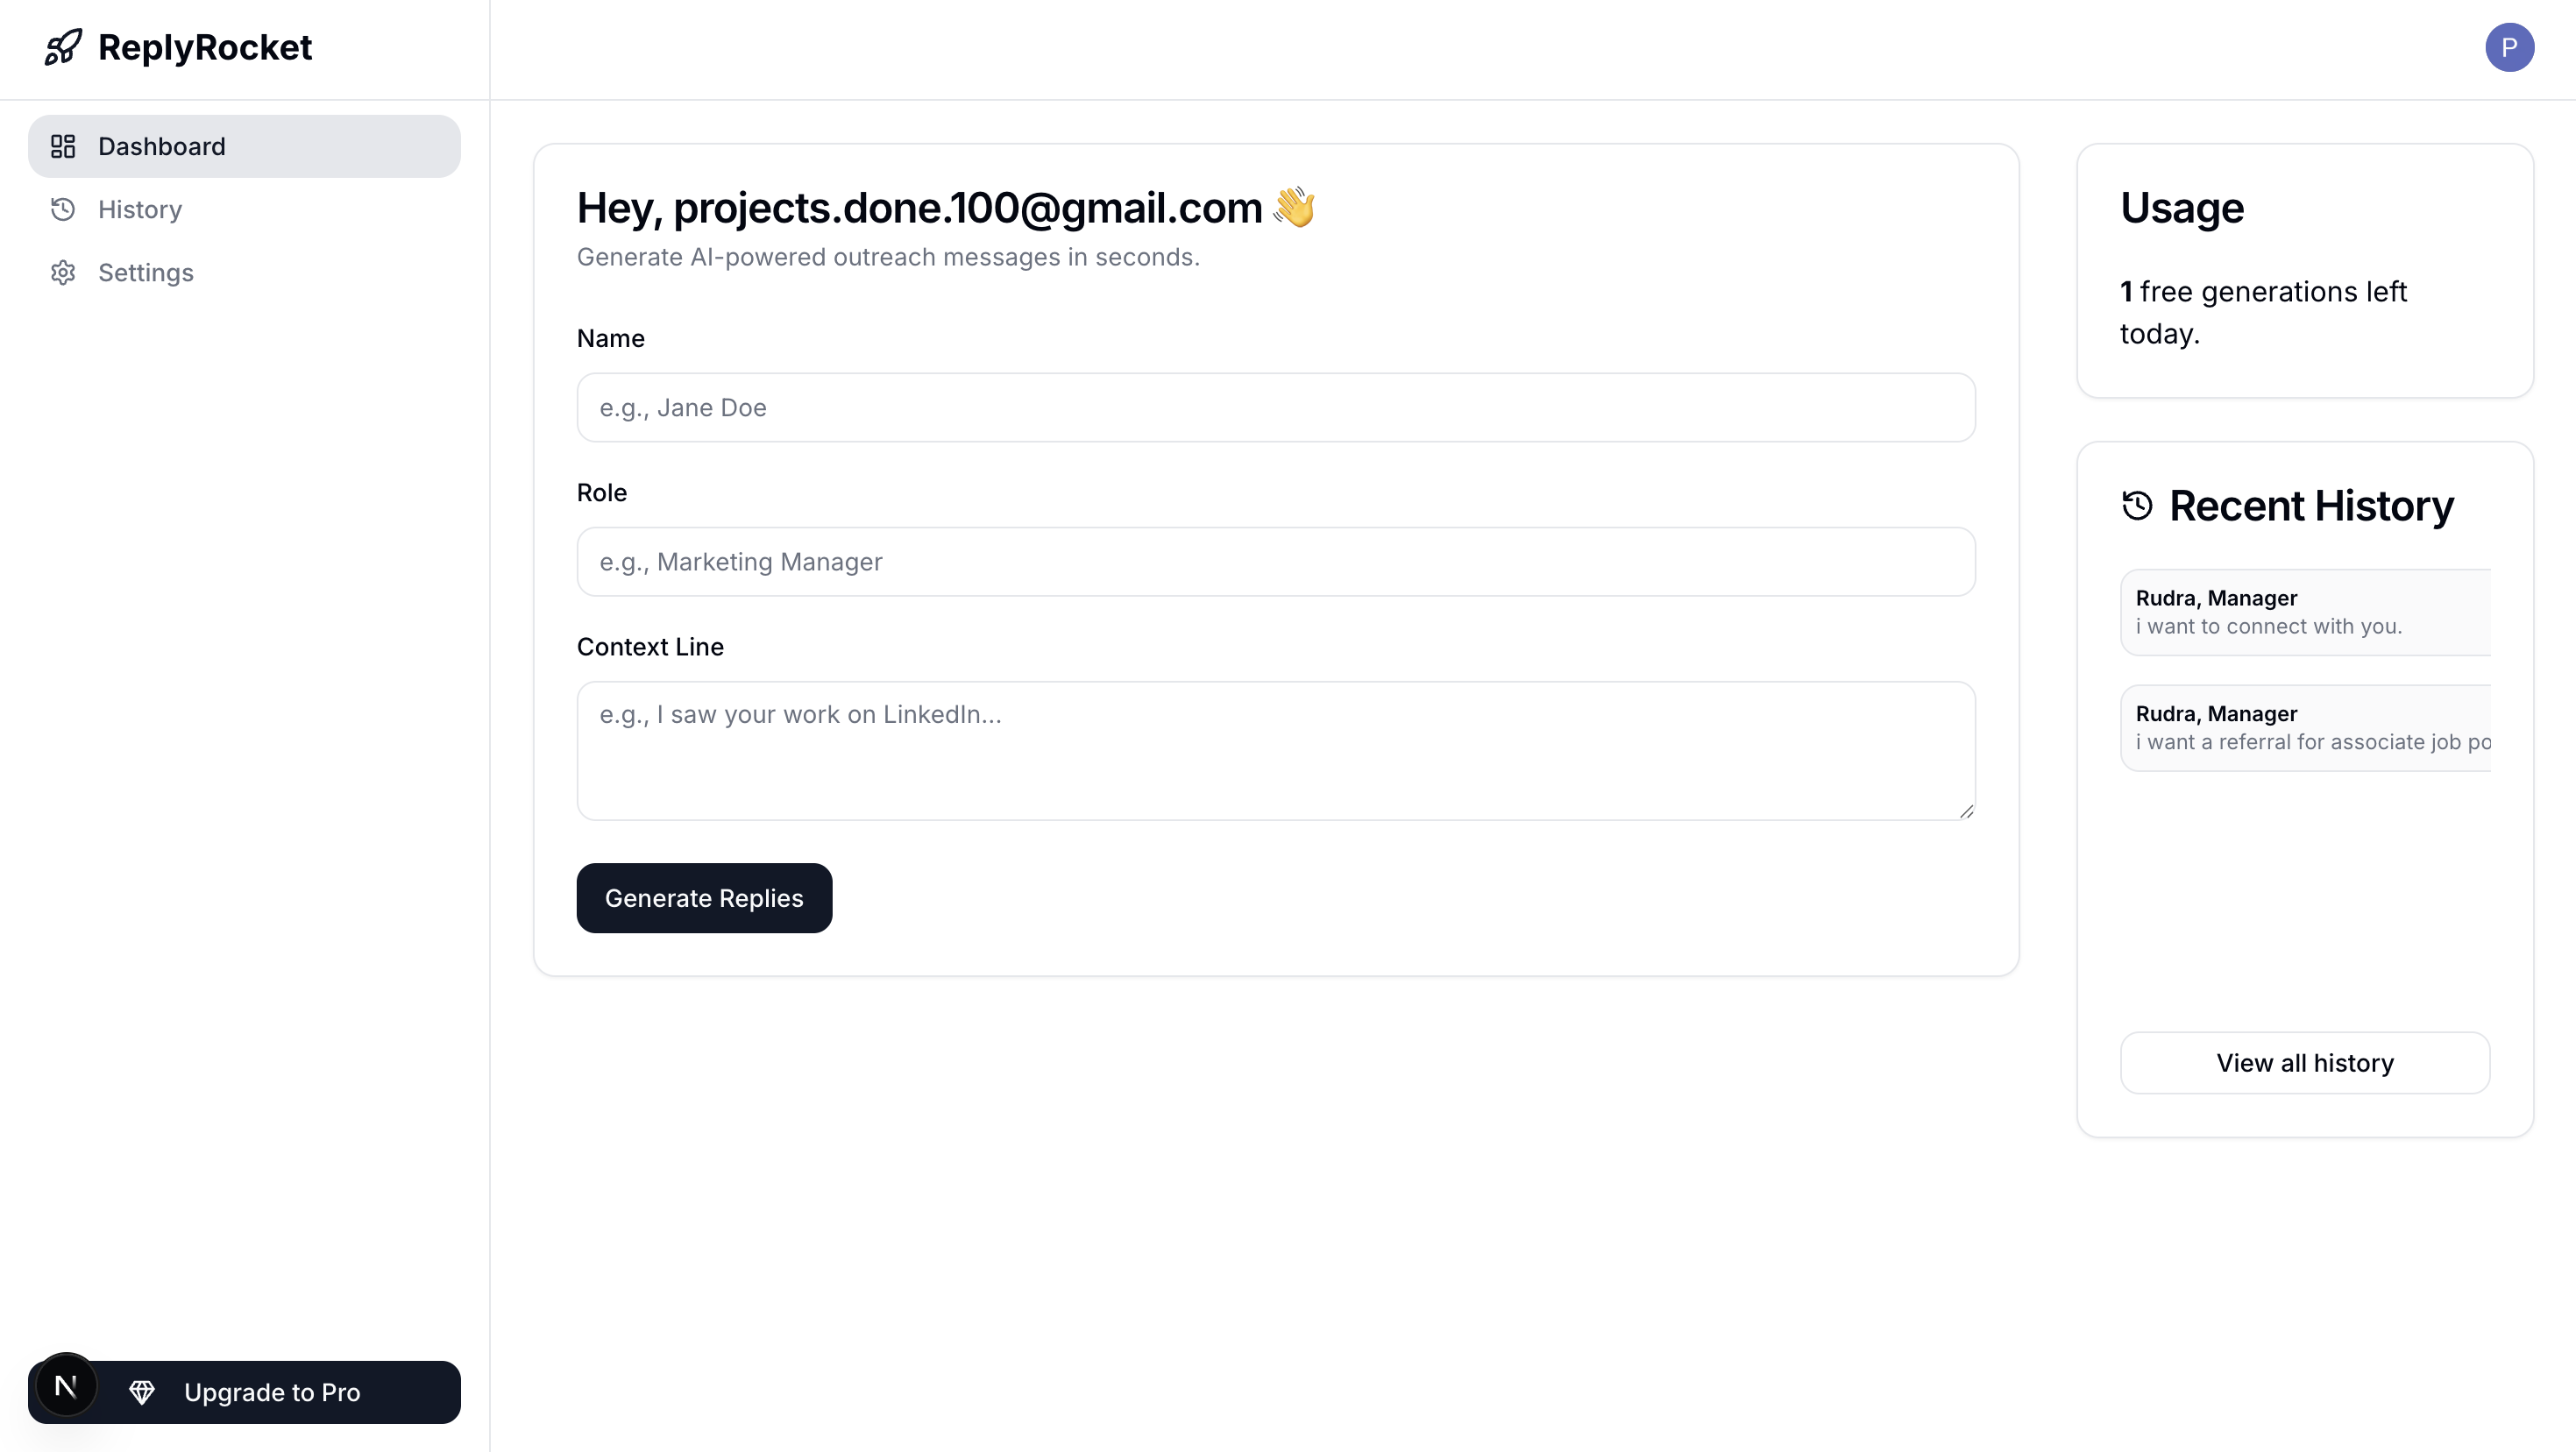 ReplyRocket
P
Dashboard
History
Settings
Hey, projects.done.100@gmail.com 👋
Generate AI-powered outreach messages in seconds.
Name
e.g., Jane Doe
Role
e.g., Marketing Manager
Context Line
e.g., I saw your work on LinkedIn...
Generate Replies
Usage
1 free generations left
today.
Recent History
Rudra, Manager
i want to connect with you.
Rudra, Manager
i want a referral for associate job po
View all history
N
Upgrade to Pro